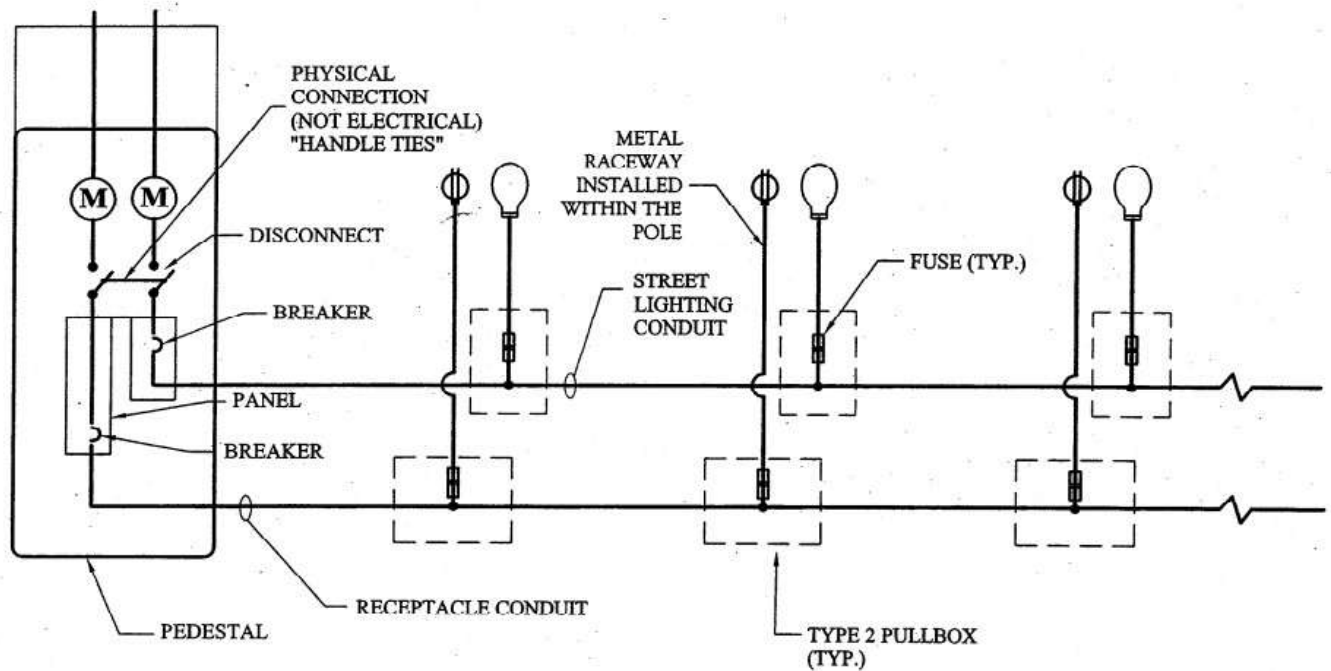 PHYSICAL
CONNECTION
(NOT ELECTRICAL)
"HANDLE TIES"
METAL
RACEWAY
INSTALLED
WITHIN THE
POLE
M
M
DISCONNECT
FUSE (TYP.)
STREET
LIGHTING
CONDUIT
BREAKER
PANEL
BREAKER
RECEPTACLE CONDUIT
PEDESTAL
TYPE 2 PULLBOX
(TYP.)